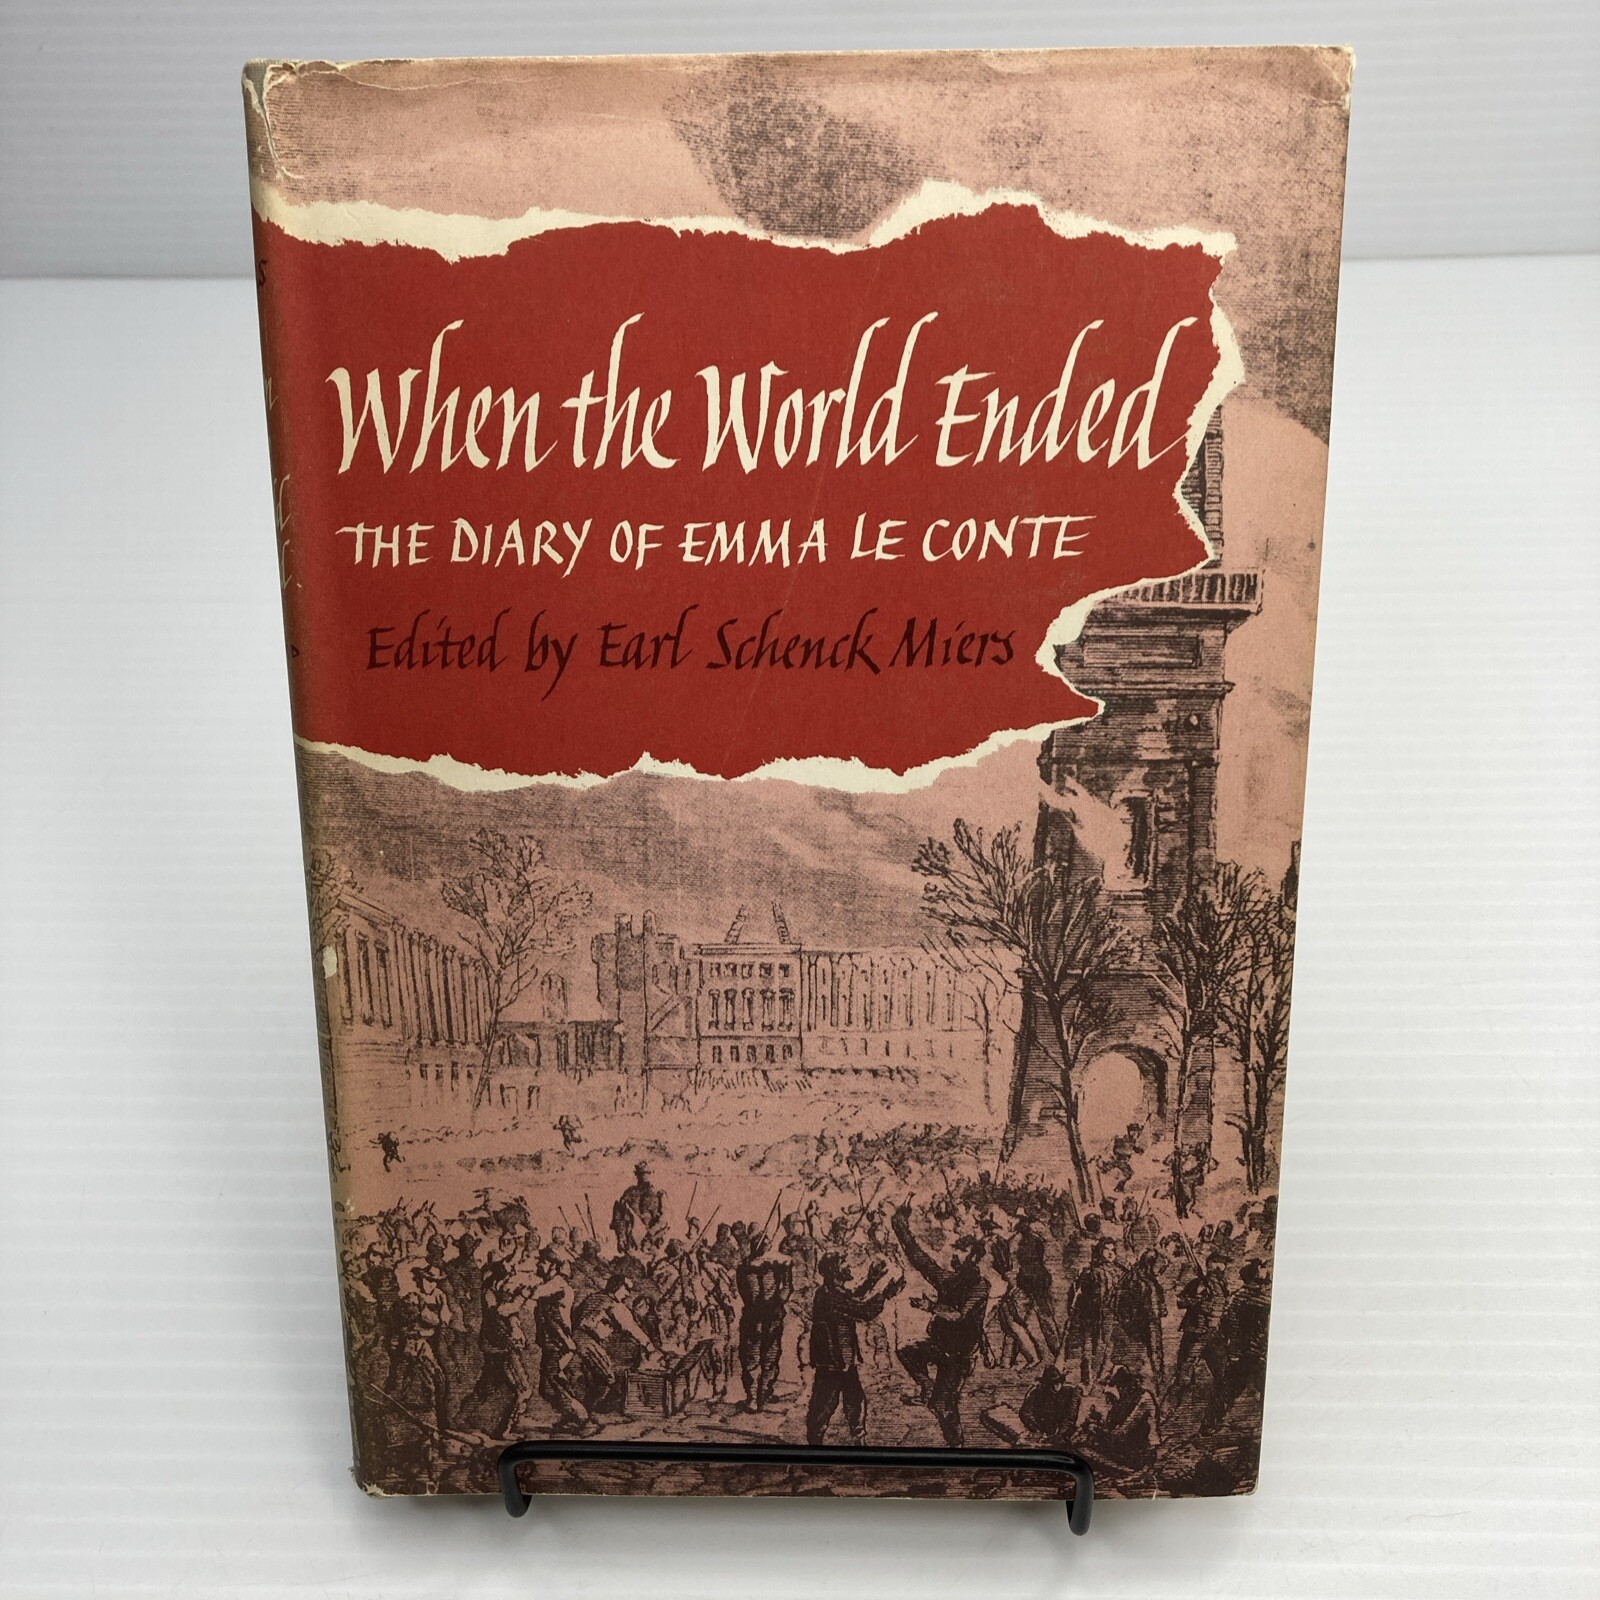 When the World Ended
THE DIARY OF EMMA LE CONTE
Edited by Earl Schenck Miers